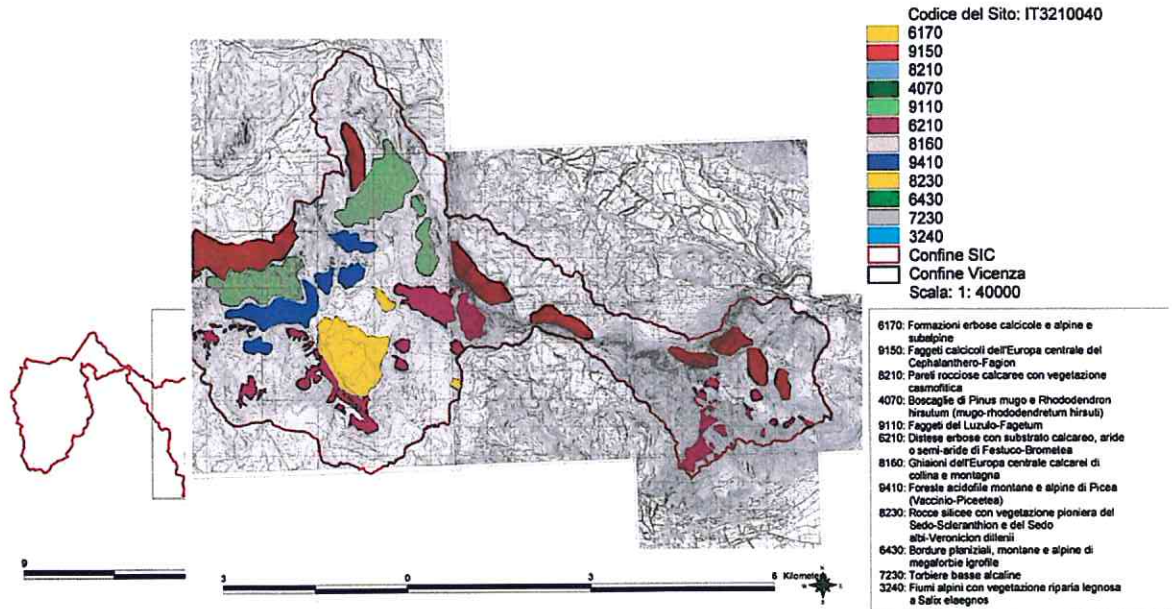 Codice del Sito: IT3210040
6170
9150
8210
4070
9110
6210
8160
9410
8230
6430
7230
3240
Confine SIC
Confine Vicenza
Scala: 1: 40000
6170: Formazioni erbose calcicole e alpine e
subalpine
9150: Faggeti calcicoli dell'Europa centrale del
Cephalanthero-Fagion
8210: Pareti rocciose calcaree con vegetazione
casmofitica
4070: Boscaglie di Pinus mugo e Rhododendron
hirsutum (mugo-rhododendretum hirsuti)
9110: Faggeti del Luzulo-Fagetum
6210: Distese erbose con substrato calcareo, aride
o semi-aride di Festuco-Brometea
8160: Ghiaioni dell'Europa centrale calcarei di
collina e montagna
9410: Foreste acidofile montane e alpine di Picea
(Vaccinio-Piceetea)
8230: Rocce silicee con vegetazione pioniera del
Sedo-Scleranthion e del Sedo
albi-Veronicion dillenii
6430: Bordure planiziali, montane e alpine di
megaforbie igrofile
7230: Torbiere basse alcaline
3240: Fiumi alpini con vegetazione riparia legnosa
a Salix elaegnos
9
3 0 3 6 Kilometers